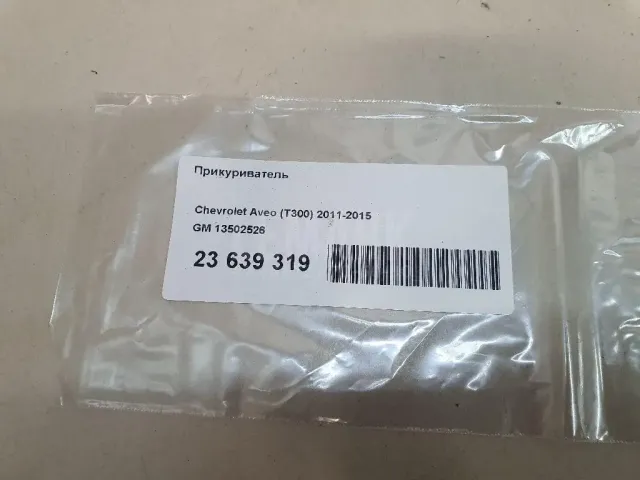 Прикуриватель
Chevrolet Aveo (T300) 2011-2015
GM 13502526
23 639 319